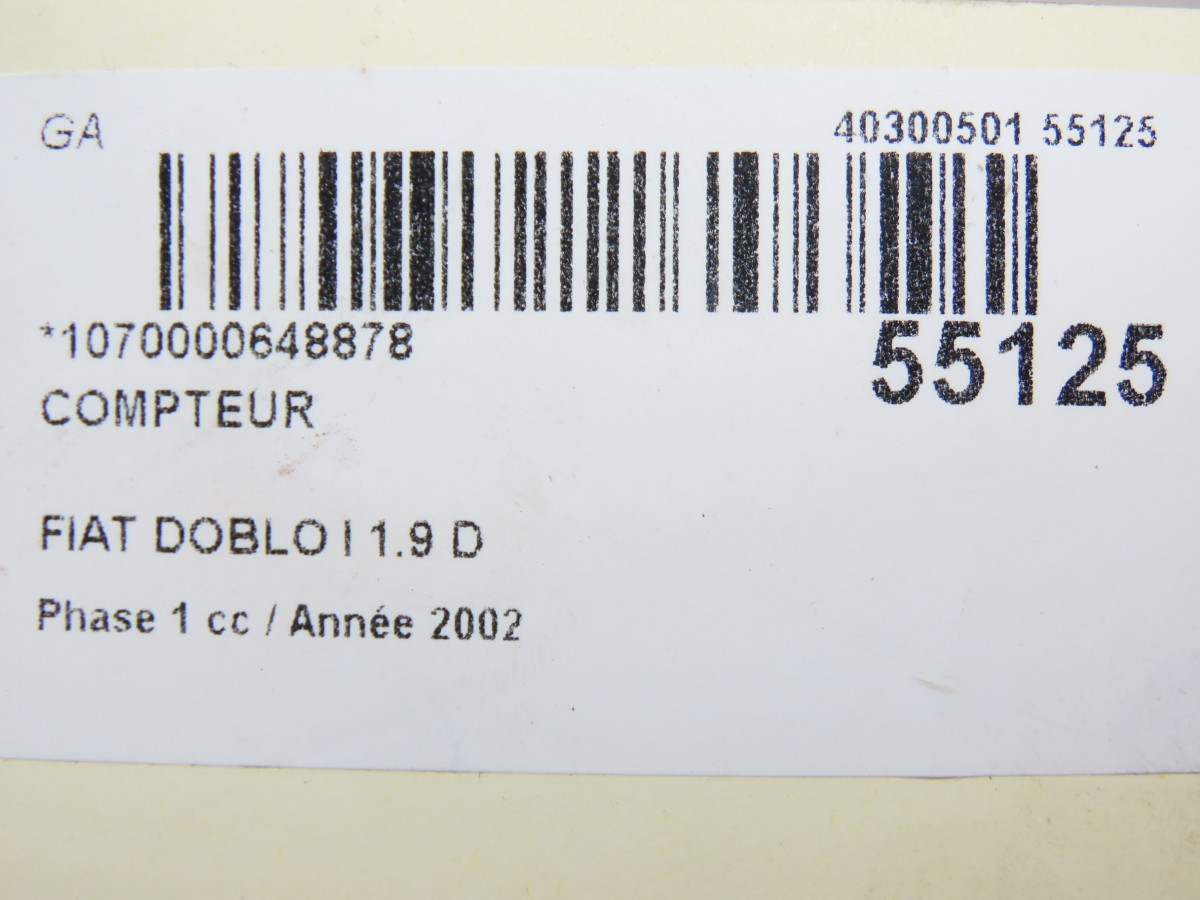 GA
40300501 55125
*1070000648878
55125
COMPTEUR
FIAT DOBLO I 1.9 D
Phase 1 cc / Année 2002